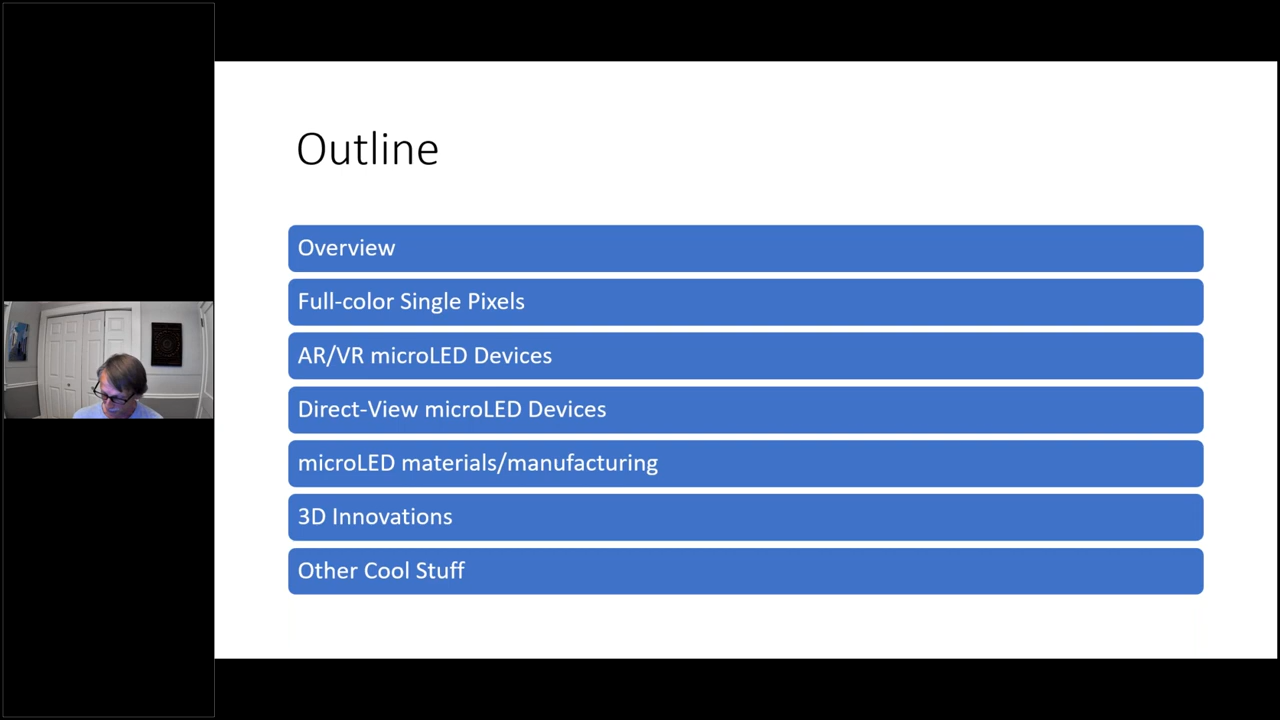 Outline
Overview
Full-color Single Pixels
AR/VR microLED Devices
Direct-View microLED Devices
microLED materials/manufacturing
3D Innovations
Other Cool Stuff